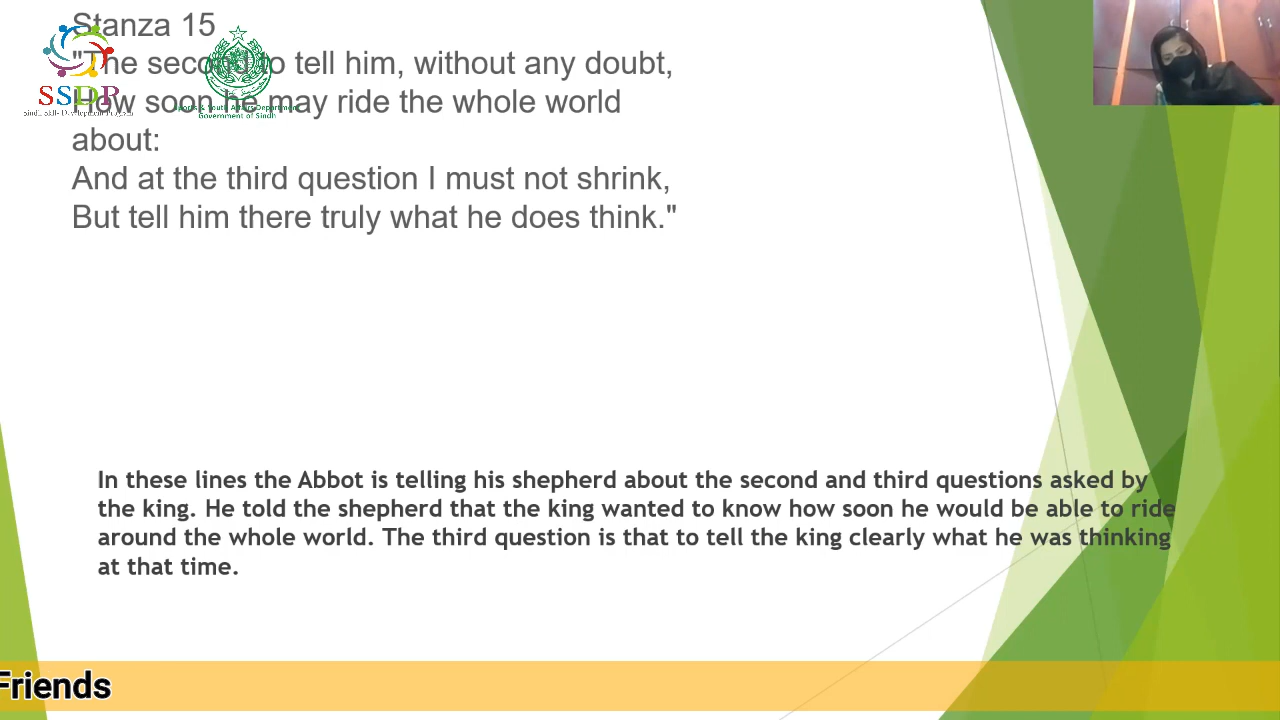 Stanza 15
"The second to tell him, without any doubt,
How soon he may ride the whole world
about:
And at the third question I must not shrink,
But tell him there truly what he does think."
SSDP
Government of Sindh
In these lines the Abbot is telling his shepherd about the second and third questions asked by
the king. He told the shepherd that the king wanted to know how soon he would be able to ride
around the whole world. The third question is that to tell the king clearly what he was thinking
at that time.
Friends